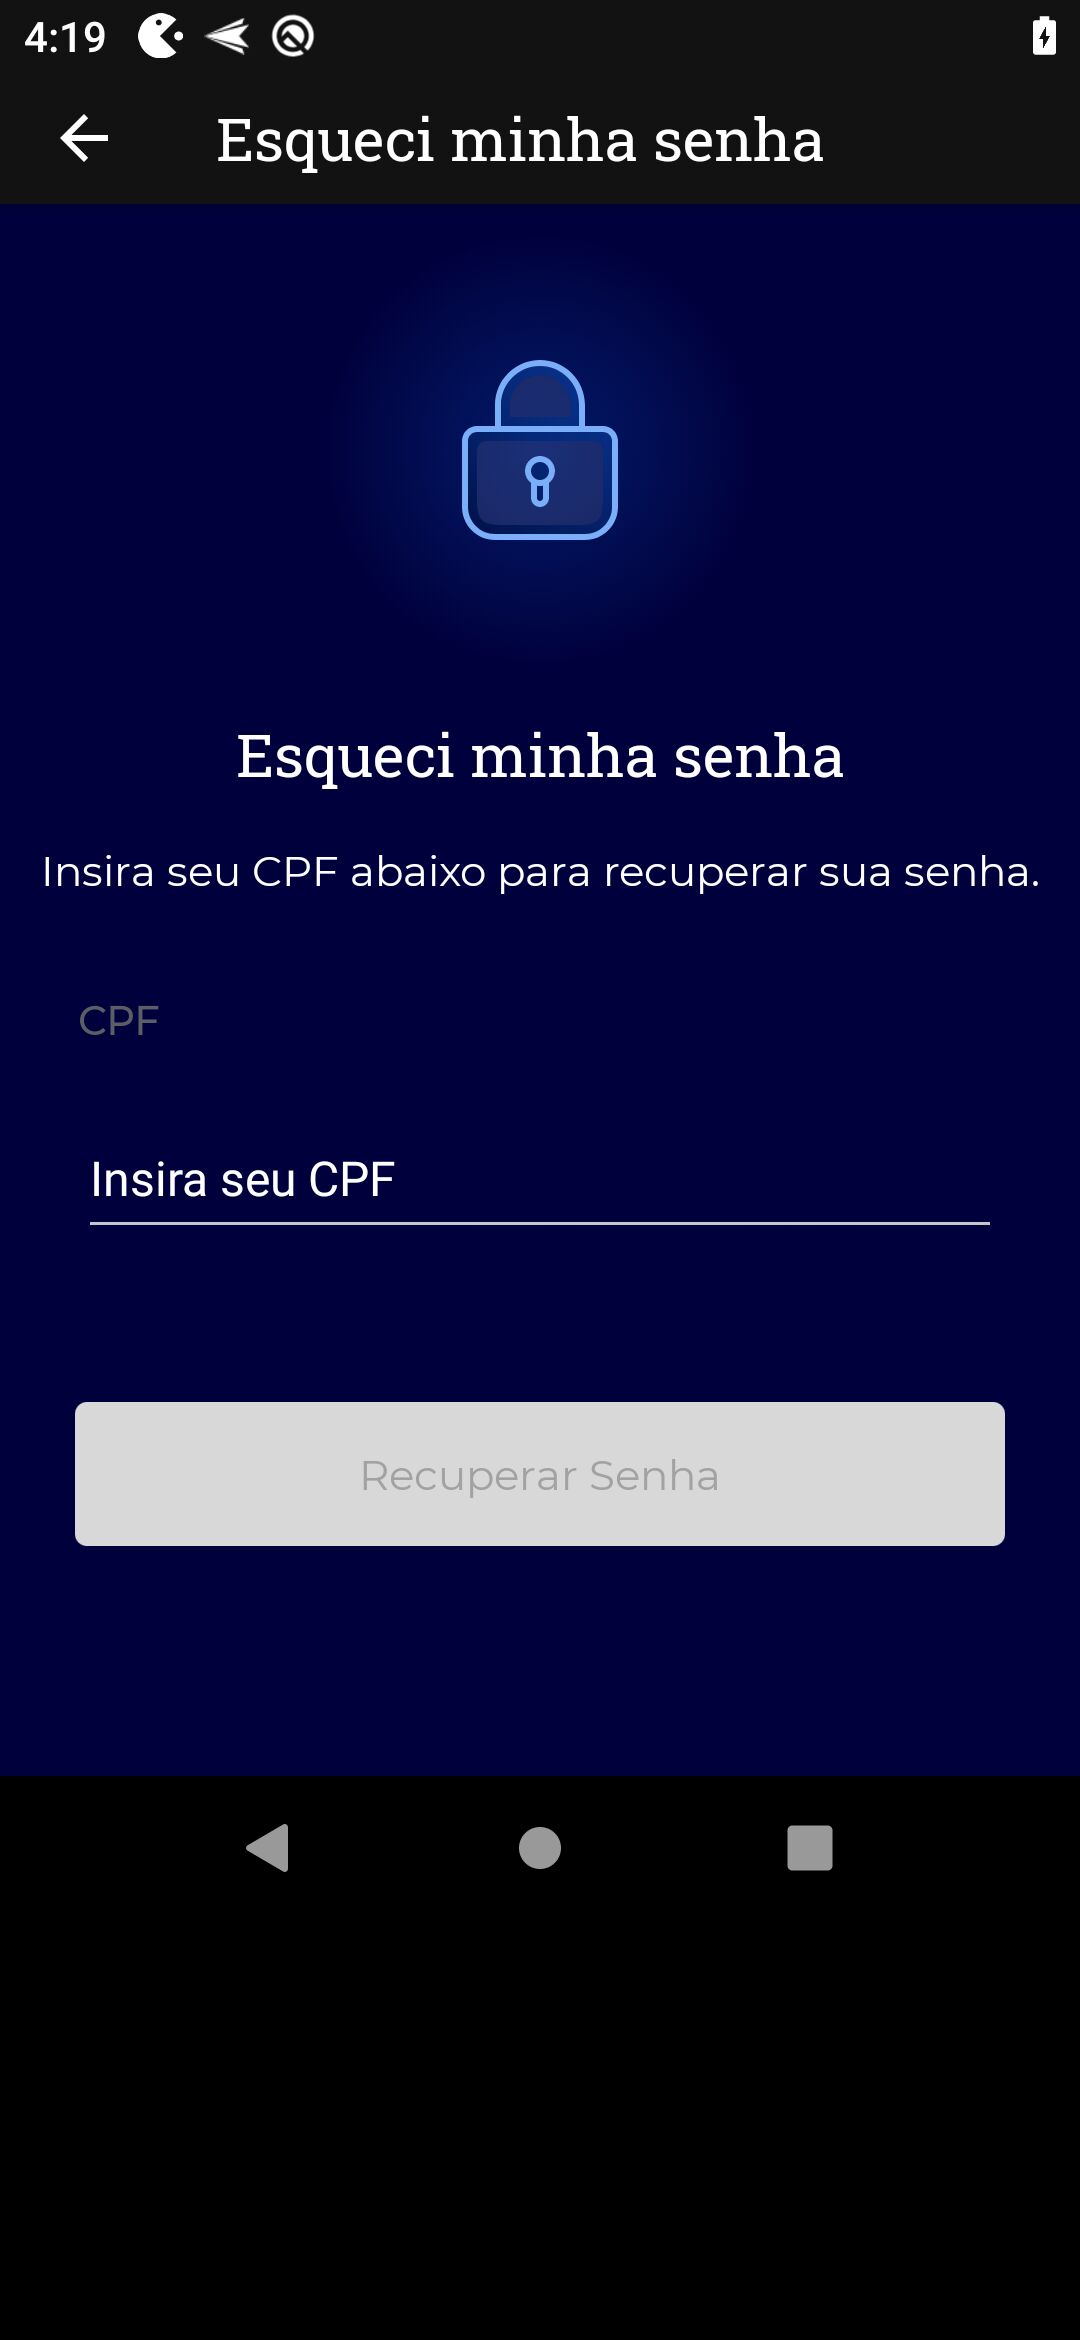 4:19
Esqueci minha senha
Esqueci minha senha
Insira seu CPF abaixo para recuperar sua senha.
CPF
Insira seu CPF
Recuperar Senha